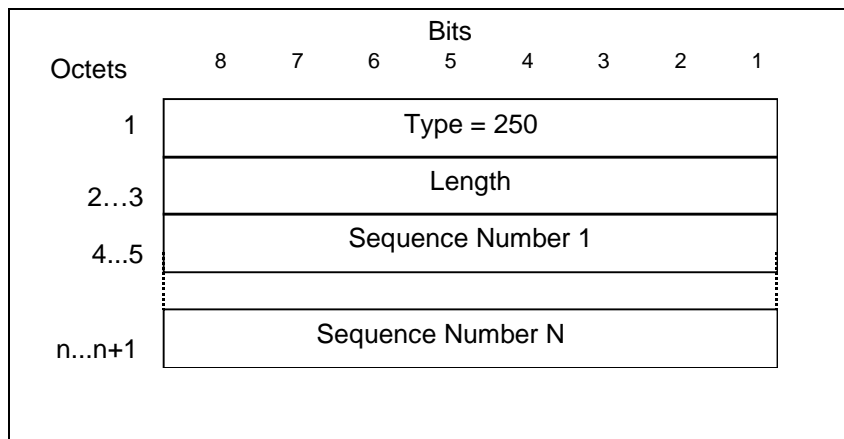 Bits
Octets 8 7 6 5 4 3 2 1
1 Type = 250
2…3 Length
4...5 Sequence Number 1
n...n+1 Sequence Number N